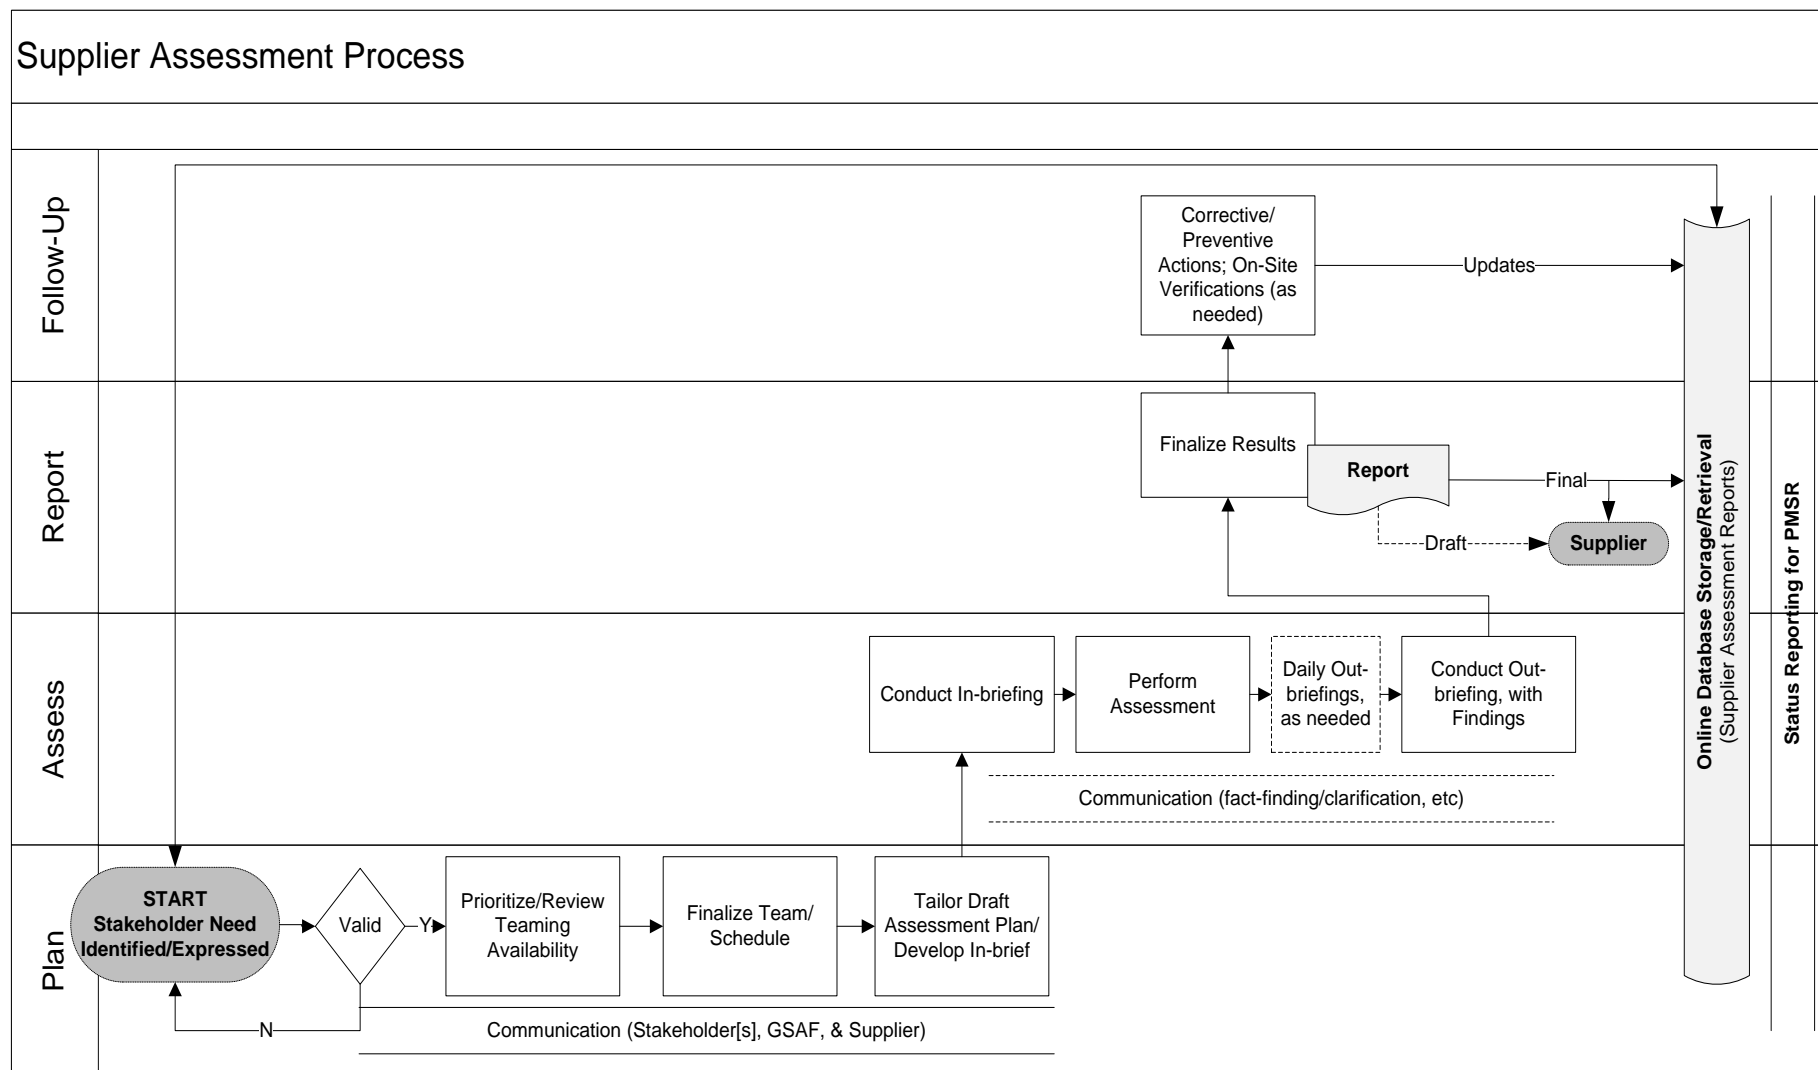 Supplier Assessment Process
Follow-Up
Corrective/
Preventive
Actions; On-Site
Verifications (as
needed)
Updates
Report
Finalize Results
Report
Final
Draft
Supplier
Online Database Storage/Retrieval
(Supplier Assessment Reports)
Status Reporting for PMSR
Assess
Conduct In-briefing
Perform
Assessment
Daily Out-
briefings,
as needed
Conduct Out-
briefing, with
Findings
Communication (fact-finding/clarification, etc)
Plan
START
Stakeholder Need
Identified/Expressed
Valid
Y
Prioritize/Review
Teaming
Availability
Finalize Team/
Schedule
Tailor Draft
Assessment Plan/
Develop In-brief
N
Communication (Stakeholder[s], GSAF, & Supplier)